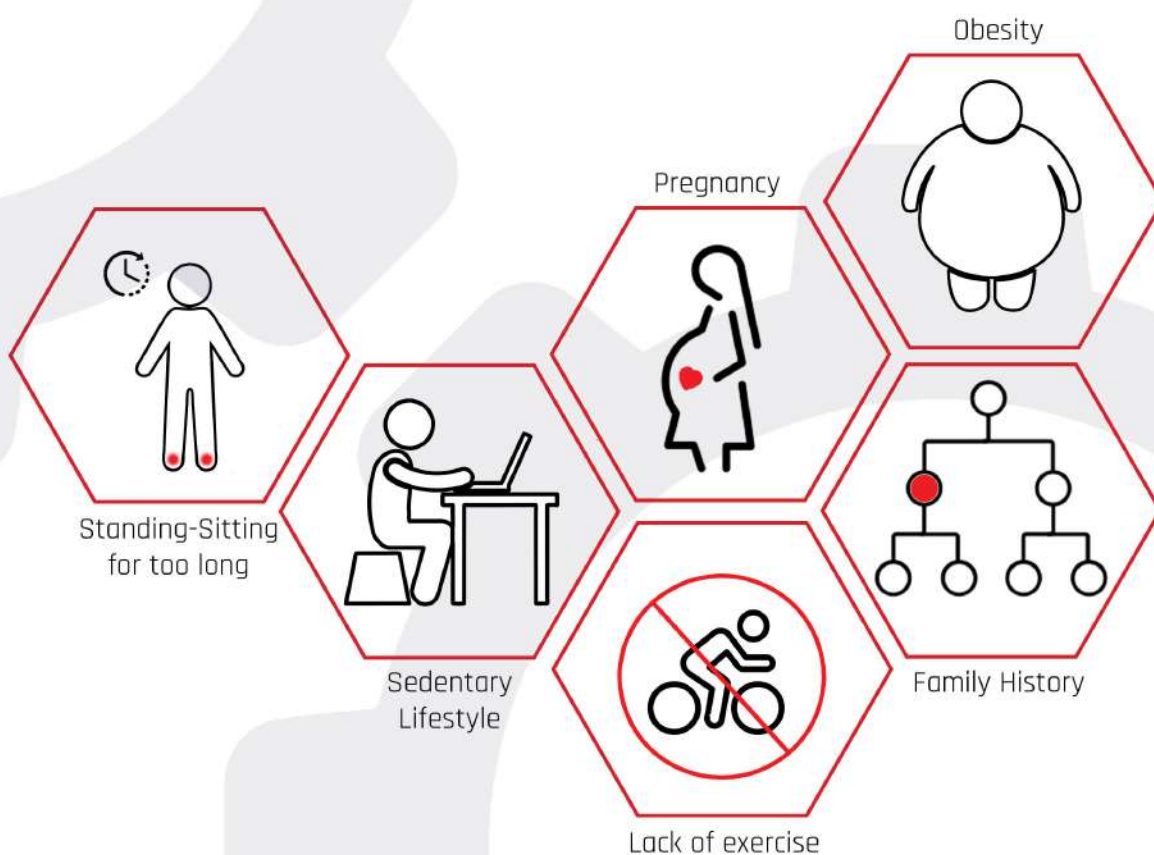 Obesity
Pregnancy
Standing-Sitting
for too long
Sedentary
Lifestyle
Family History
Lack of exercise